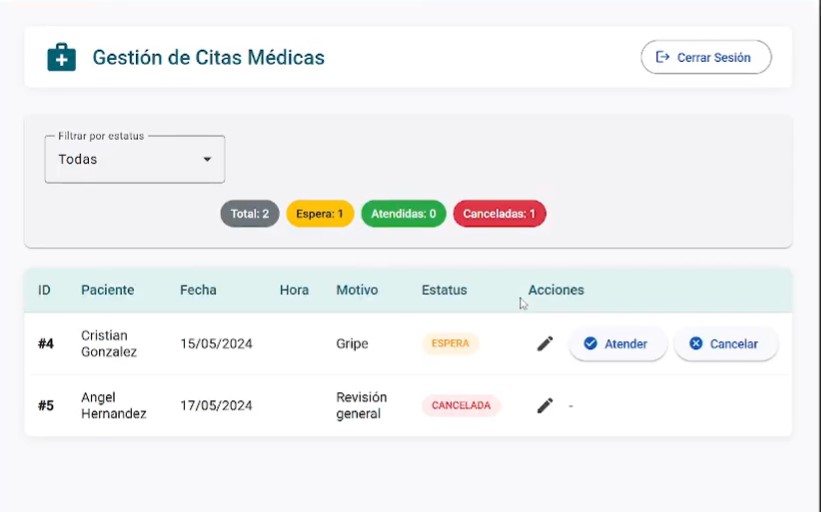 Gestión de Citas Médicas
Cerrar Sesión
Filtrar por estatus
Todas
Total: 2 Espera: 1 Atendidas: 0 Canceladas: 1
ID Paciente Fecha Hora Motivo Estatus Acciones
#4 Cristian Gonzalez 15/05/2024 Gripe ESPERA Atender Cancelar
#5 Angel Hernandez 17/05/2024 Revisión general CANCELADA -